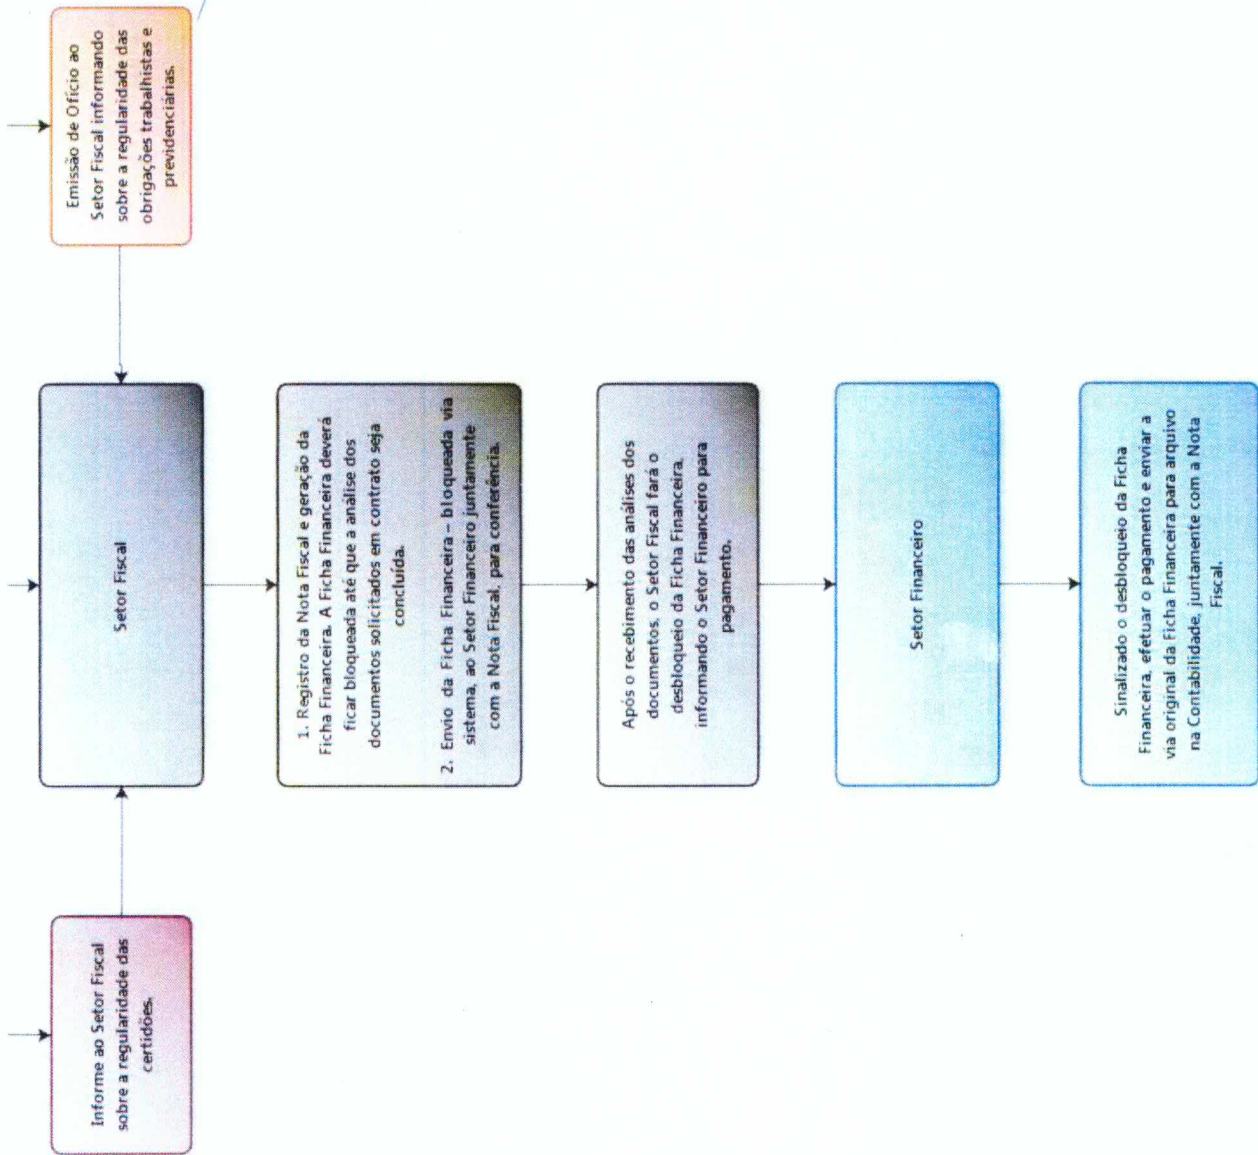 Informe ao Setor Fiscal
sobre a regularidade das
certidões.
Setor Fiscal
Emissão de Ofício ao
Setor Fiscal informando
sobre a regularidade das
obrigações trabalhistas e
previdenciárias.
1. Registro da Nota Fiscal e geração da
Ficha Financeira. A Ficha Financeira deverá
ficar bloqueada até que a análise dos
documentos solicitados em contrato seja
concluída.
2. Envio da Ficha Financeira – bloqueada via
sistema, ao Setor Financeiro juntamente
com a Nota Fiscal, para conferência.
Após o recebimento das análises dos
documentos, o Setor Fiscal fará o
desbloqueio da Ficha Financeira,
informando o Setor Financeiro para
pagamento.
Setor Financeiro
Sinalizado o desbloqueio da Ficha
Financeira, efetuar o pagamento e enviar a
via original da Ficha Financeira para arquivo
na Contabilidade, juntamente com a Nota
Fiscal.